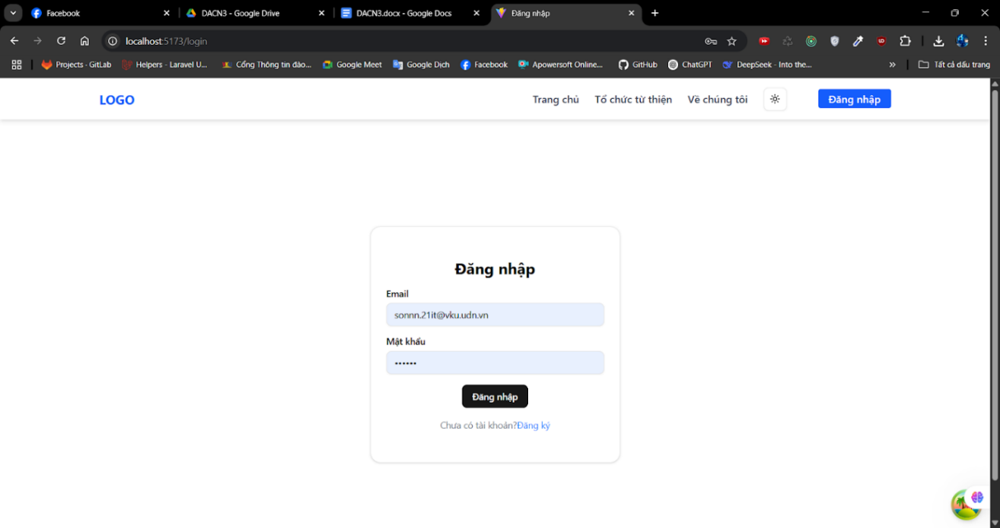 Facebook
DACN3 - Google Drive
DACN3.docx - Google Docs
Đăng nhập
localhost:5173/login
Projects - GitLab
Helpers - Laravel U...
Cổng Thông tin đào...
Google Meet
Google Dịch
Facebook
Apowersoft Online...
GitHub
ChatGPT
DeepSeek - Into the...
Tất cả dấu trang
LOGO
Trang chủ
Tổ chức từ thiện
Về chúng tôi
Đăng nhập
Đăng nhập
Email
sonnn.21it@vku.udn.vn
Mật khẩu
••••••
Đăng nhập
Chưa có tài khoản?Đăng ký